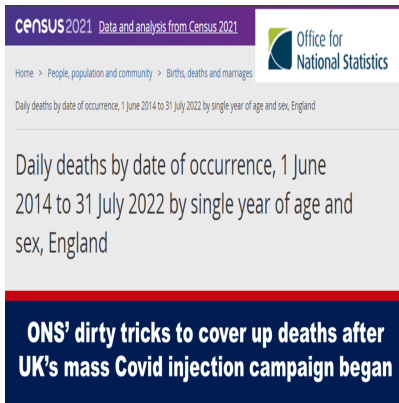 census 2021 Data and analysis from Census 2021
Office for
National Statistics
Home > People, population and community > Births, deaths and marriages
Daily deaths by date of occurrence, 1 June 2014 to 31 July 2022 by single year of age and sex, England
Daily deaths by date of occurrence, 1 June
2014 to 31 July 2022 by single year of age and
sex, England
ONS' dirty tricks to cover up deaths after
UK's mass Covid injection campaign began